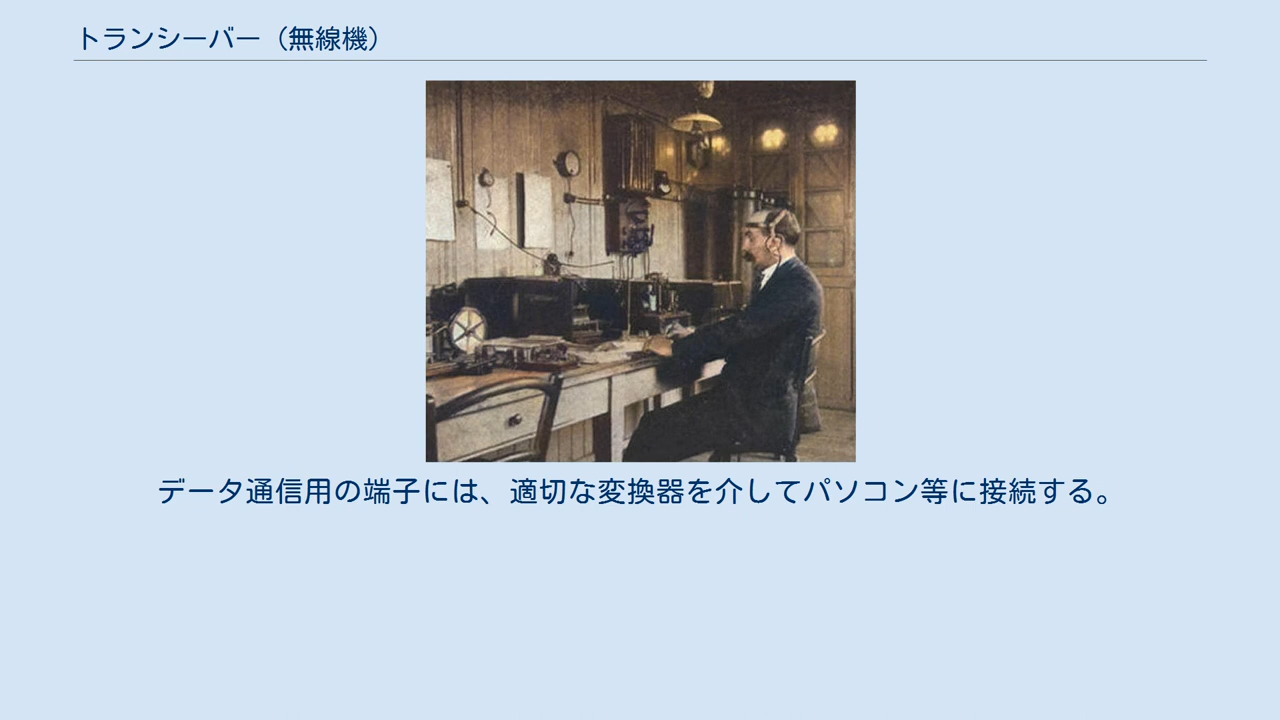 トランシーバー（無線機）
データ通信用の端子には、適切な変換器を介してパソコン等に接続する。